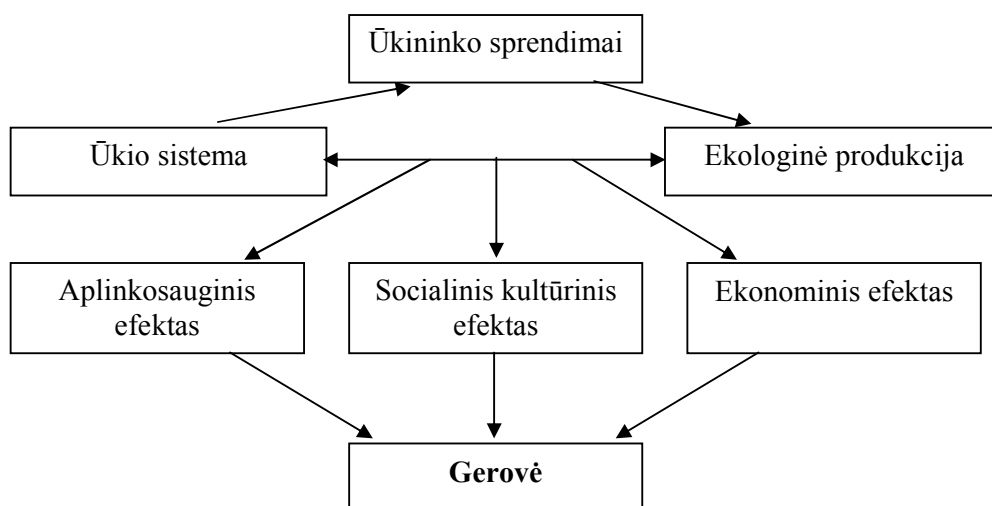 Ūkininko sprendimai
Ūkio sistema
Ekologinė produkcija
Aplinkosauginis
efektas
Socialinis kultūrinis
efektas
Ekonominis efektas
Gerovė